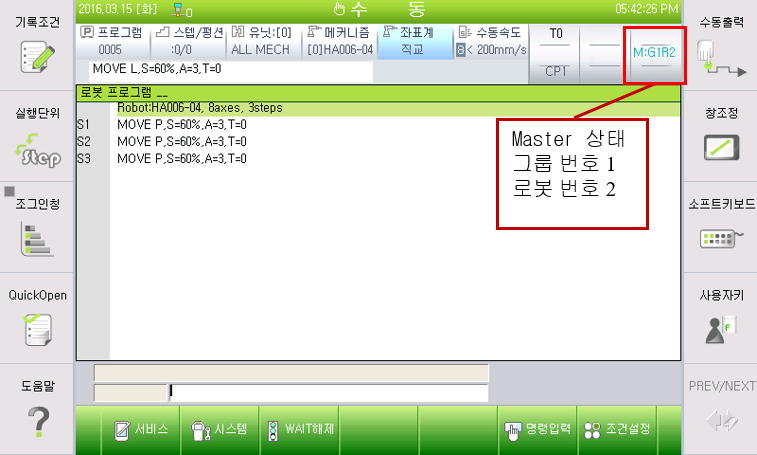 2016.03.15 [화] 0 수 동 05:42:26 PM
기록조건
실행단위
Step
조그인칭
QuickOpen
도움말
P 프로그램
0005
스텝/펑션
:0/0
유닛:[0]
ALL MECH
메커니즘
[0]HA006-04
좌표계
직교
수동속도
8< 200mm/s
T0
CP1
M:G1R2
MOVE L,S=60%,A=3,T=0
로봇 프로그램 __
Robot:HA006-04, 8axes, 3steps
S1 MOVE P,S=60%,A=3,T=0
S2 MOVE P,S=60%,A=3,T=0
S3 MOVE P,S=60%,A=3,T=0
Master 상태
그룹 번호 1
로봇 번호 2
수동출력
창조정
소프트키보드
사용자키
F
PREV/NEXT
서비스
시스템
WAIT해제
명령입력
조건설정